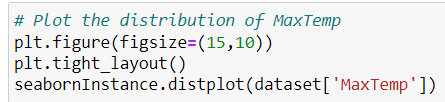 # Plot the distribution of MaxTemp
plt.figure(figsize=(15,10))
plt.tight_layout()
seabornInstance.distplot(dataset['MaxTemp'])